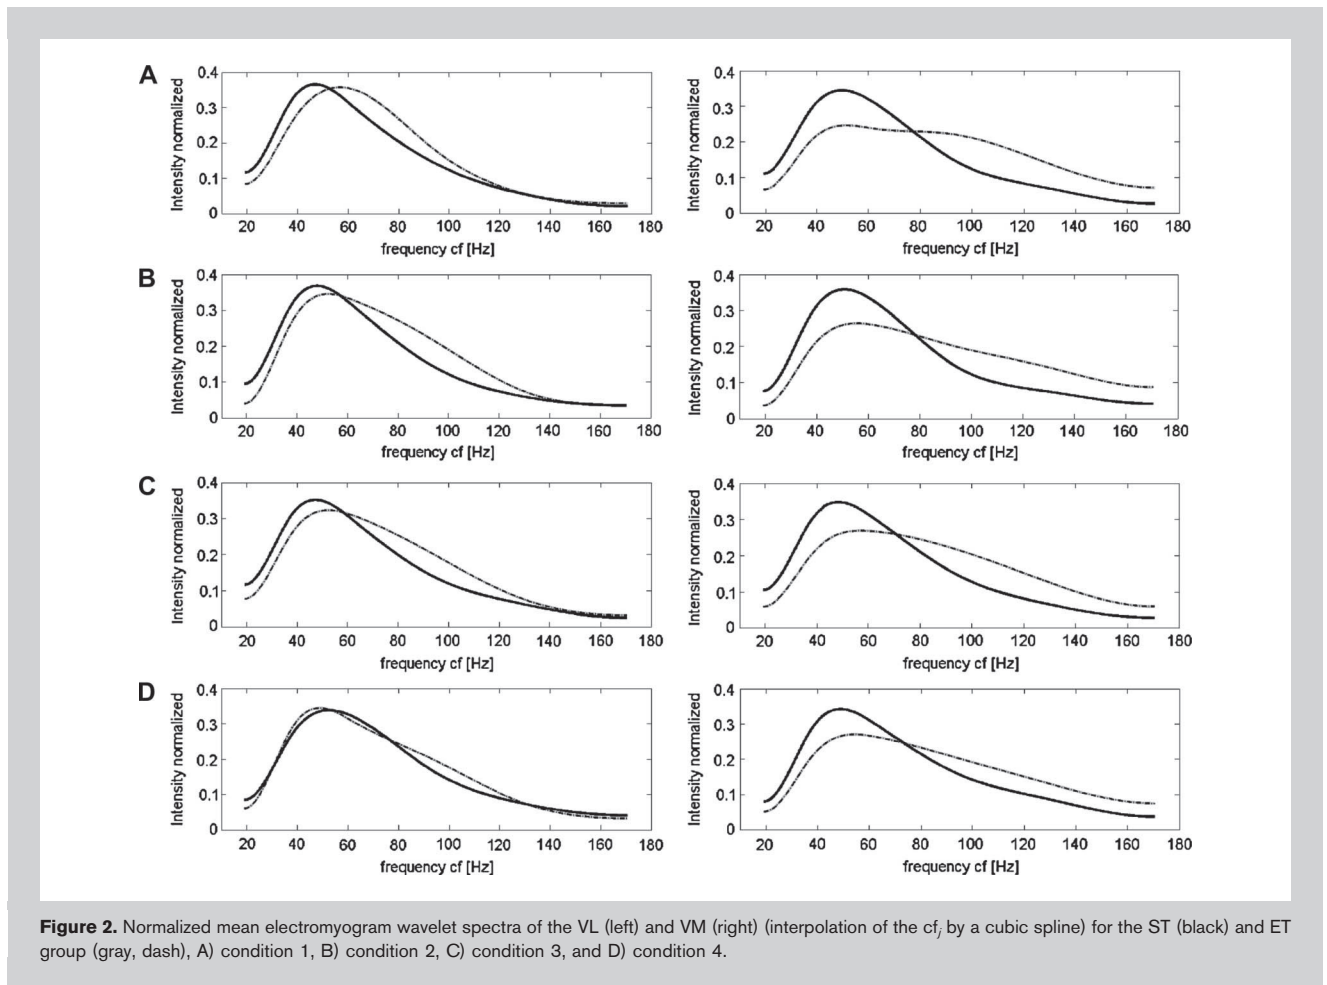 A
Intensity normalized
0.4
0.3
0.2
0.1
0
20 40 60 80 100 120 140 160 180
frequency cf [Hz]
Intensity normalized
0.4
0.3
0.2
0.1
0
20 40 60 80 100 120 140 160 180
frequency cf [Hz]
B
Intensity normalized
0.4
0.3
0.2
0.1
0
20 40 60 80 100 120 140 160 180
frequency cf [Hz]
Intensity normalized
0.4
0.3
0.2
0.1
0
20 40 60 80 100 120 140 160 180
frequency cf [Hz]
C
Intensity normalized
0.4
0.3
0.2
0.1
0
20 40 60 80 100 120 140 160 180
frequency cf [Hz]
Intensity normalized
0.4
0.3
0.2
0.1
0
20 40 60 80 100 120 140 160 180
frequency cf [Hz]
D
Intensity normalized
0.4
0.3
0.2
0.1
0
20 40 60 80 100 120 140 160 180
frequency cf [Hz]
Intensity normalized
0.4
0.3
0.2
0.1
0
20 40 60 80 100 120 140 160 180
frequency cf [Hz]
Figure 2. Normalized mean electromyogram wavelet spectra of the VL (left) and VM (right) (interpolation of the cfj by a cubic spline) for the ST (black) and ET
group (gray, dash), A) condition 1, B) condition 2, C) condition 3, and D) condition 4.